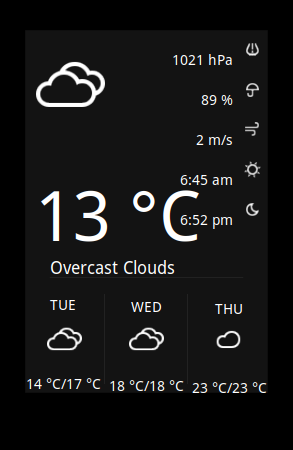 1021 hPa
89 %
2 m/s
6:45 am
13 °C
6:52 pm
Overcast Clouds
TUE WED THU
14 °C/17 °C 18 °C/18 °C 23 °C/23 °C